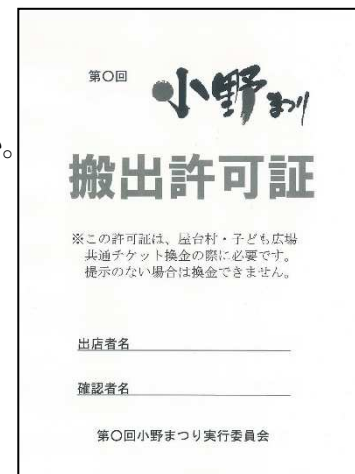 第〇回
小野まつり
搬出許可証
※この許可証は、屋台村・子ども広場
共通チケット換金の際に必要です。
提示のない場合は換金できません。
出店者名
確認者名
第〇回小野まつり実行委員会
。